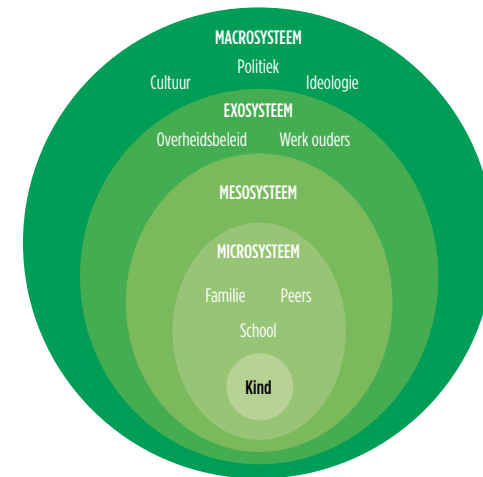 MACROSYSTEEM
Politiek
Cultuur Ideologie
EXOSYSTEEM
Overheidsbeleid Werk ouders
MESOSYSTEEM
MICROSYSTEEM
Familie Peers
School
Kind